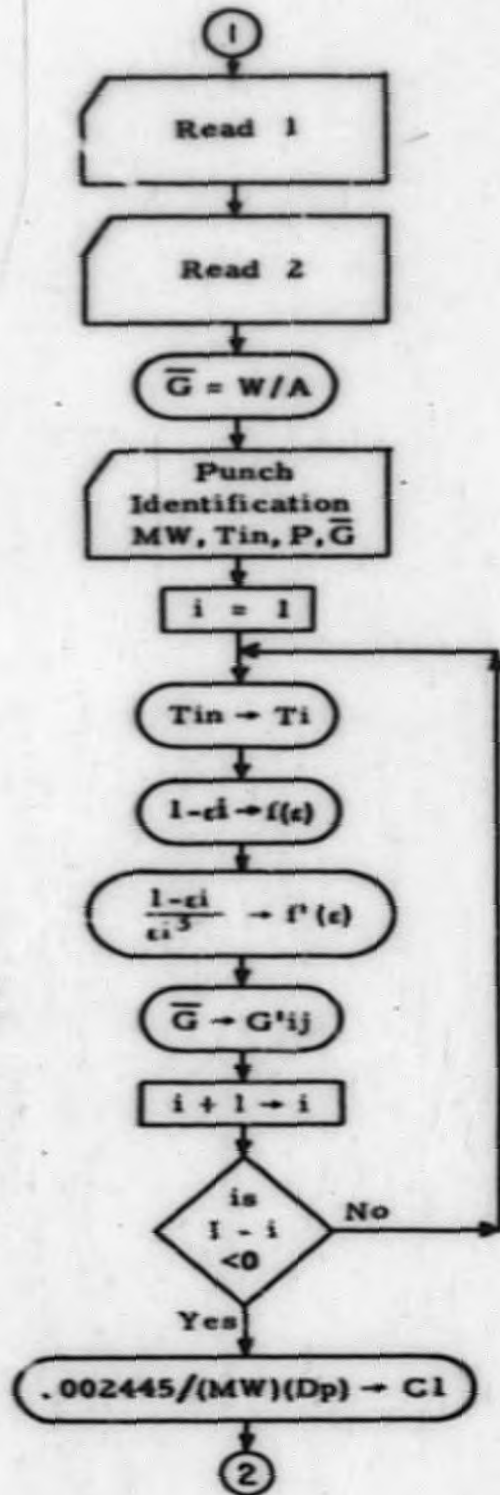 1
Read 1
Read 2
G̅ = W/A
Punch
Identification
MW, Tin, P, G̅
i = 1
Tin → Ti
1-εi → f(ε)
1-εi
εi³ → f'(ε)
G̅ → G'ij
i + 1 → i
is
I - i
<0
No
Yes
.002445/(MW)(Dp) → C1
2